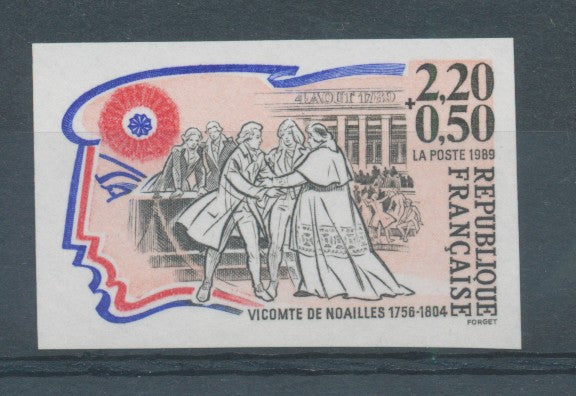 4 AOUT 1789
2,20
+0,50
LA POSTE 1989
REPUBLIQUE
FRANÇAISE
VICOMTE DE NOAILLES 1756-1804
FORGET